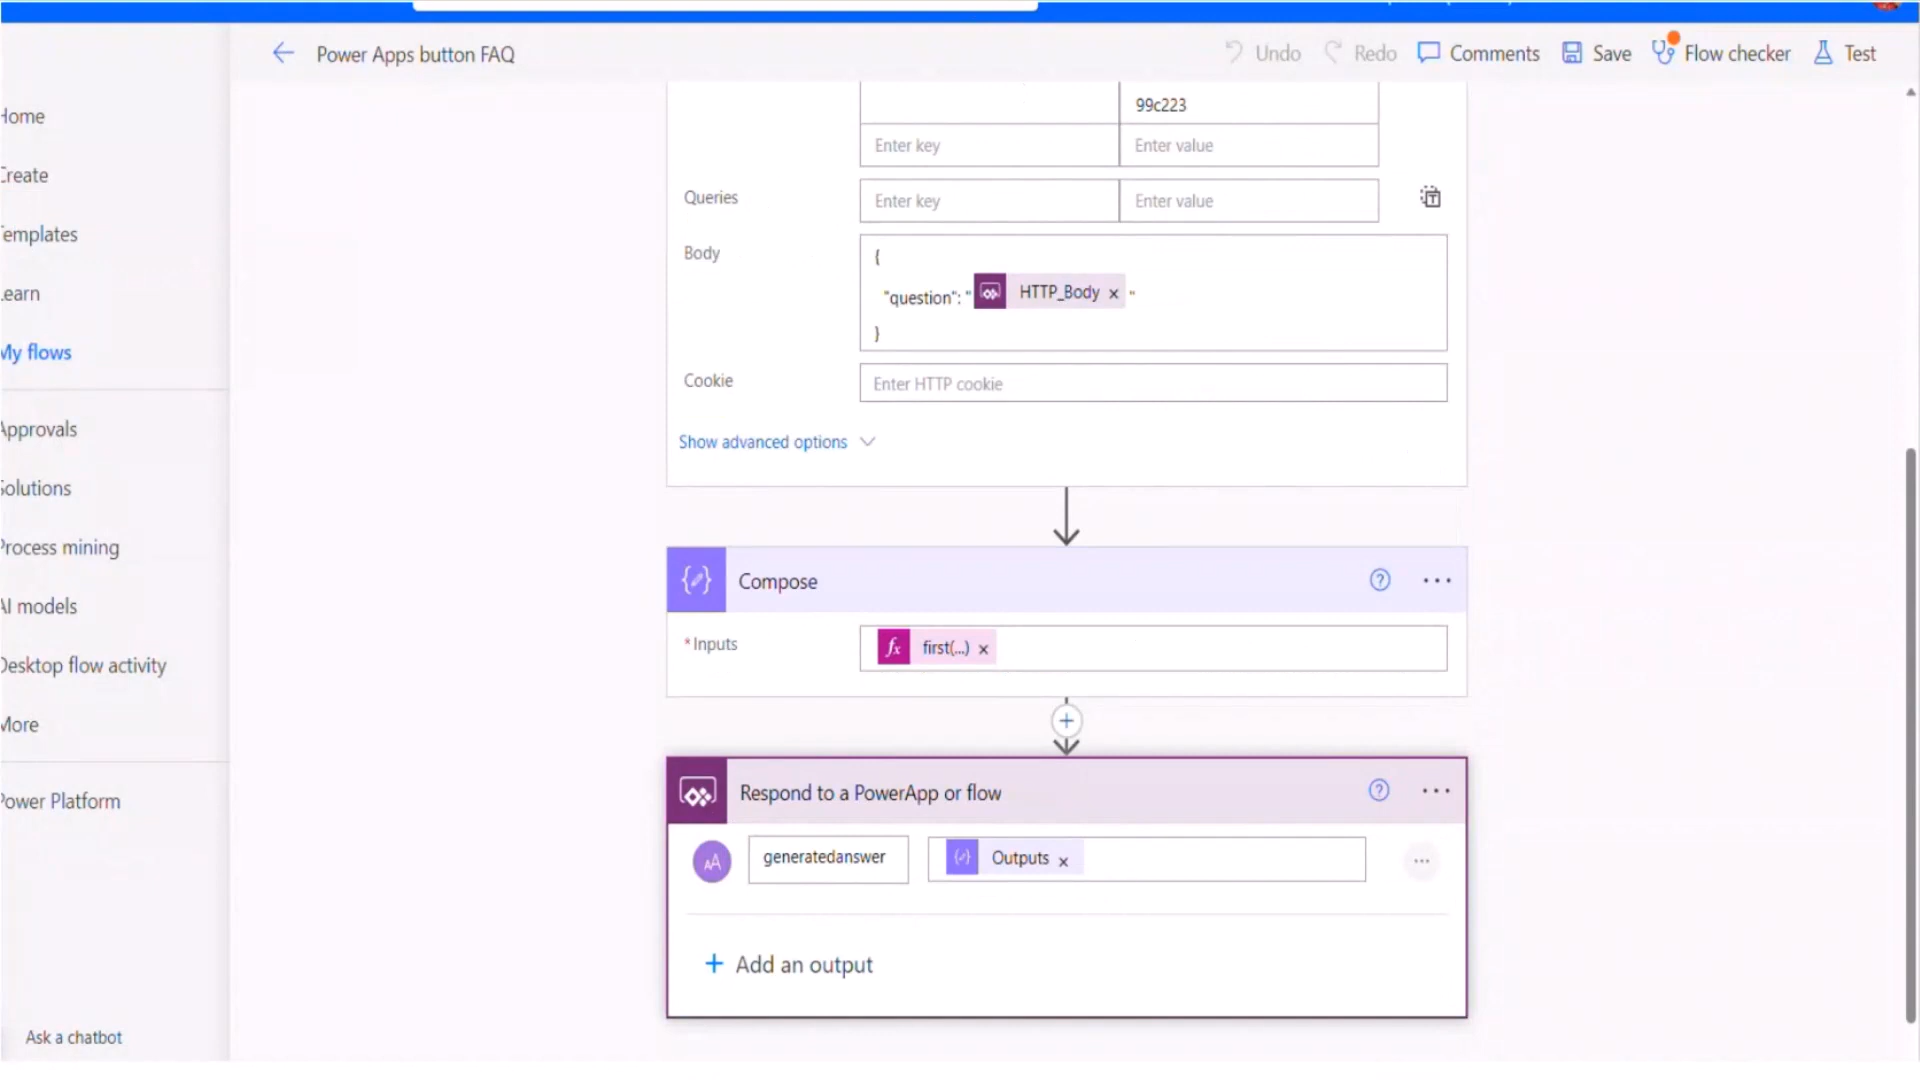 Power Apps button FAQ
Undo
Redo
Comments
Save
Flow checker
Test
Home
Create
Templates
Learn
My flows
Approvals
Solutions
Process mining
AI models
Desktop flow activity
More
Power Platform
Ask a chatbot
99c223
Enter key
Enter value
Queries
Enter key
Enter value
Body
{
"question": " HTTP_Body × "
}
Cookie
Enter HTTP cookie
Show advanced options
Compose
* Inputs
fx first(...) ×
Respond to a PowerApp or flow
AA generatedanswer
Outputs ×
+ Add an output